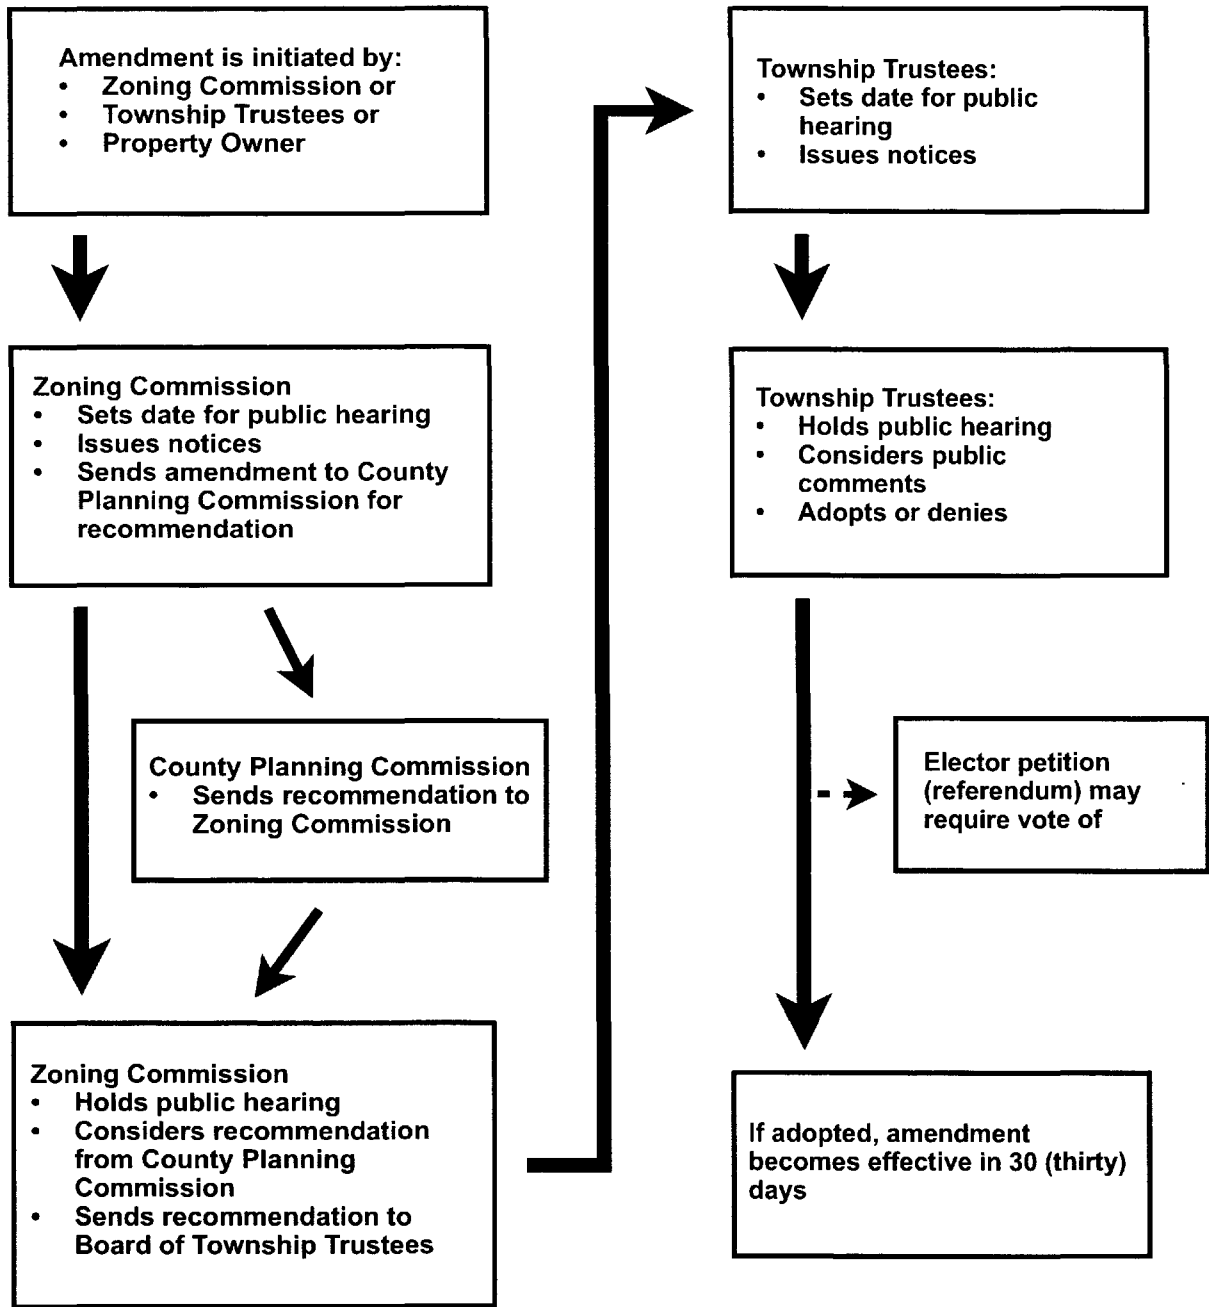 Amendment is initiated by:
• Zoning Commission or
• Township Trustees or
• Property Owner
Zoning Commission
• Sets date for public hearing
• Issues notices
• Sends amendment to County
Planning Commission for
recommendation
County Planning Commission
• Sends recommendation to
Zoning Commission
Zoning Commission
• Holds public hearing
• Considers recommendation
from County Planning
Commission
• Sends recommendation to
Board of Township Trustees
Township Trustees:
• Sets date for public
hearing
• Issues notices
Township Trustees:
• Holds public hearing
• Considers public
comments
• Adopts or denies
Elector petition
(referendum) may
require vote of
If adopted, amendment
becomes effective in 30 (thirty)
days